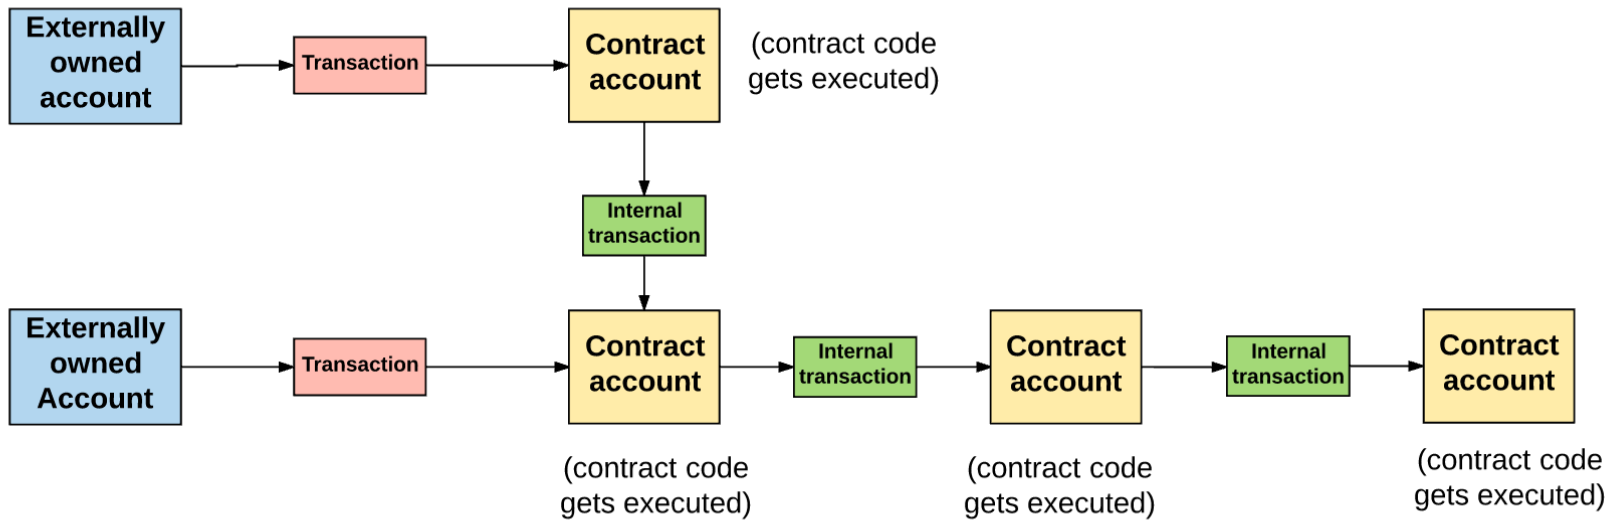 Externally
owned
account
Transaction
Contract
account
(contract code
gets executed)
Internal
transaction
Externally
owned
Account
Transaction
Contract
account
Internal
transaction
Contract
account
Internal
transaction
Contract
account
(contract code
gets executed)
(contract code
gets executed)
(contract code
gets executed)